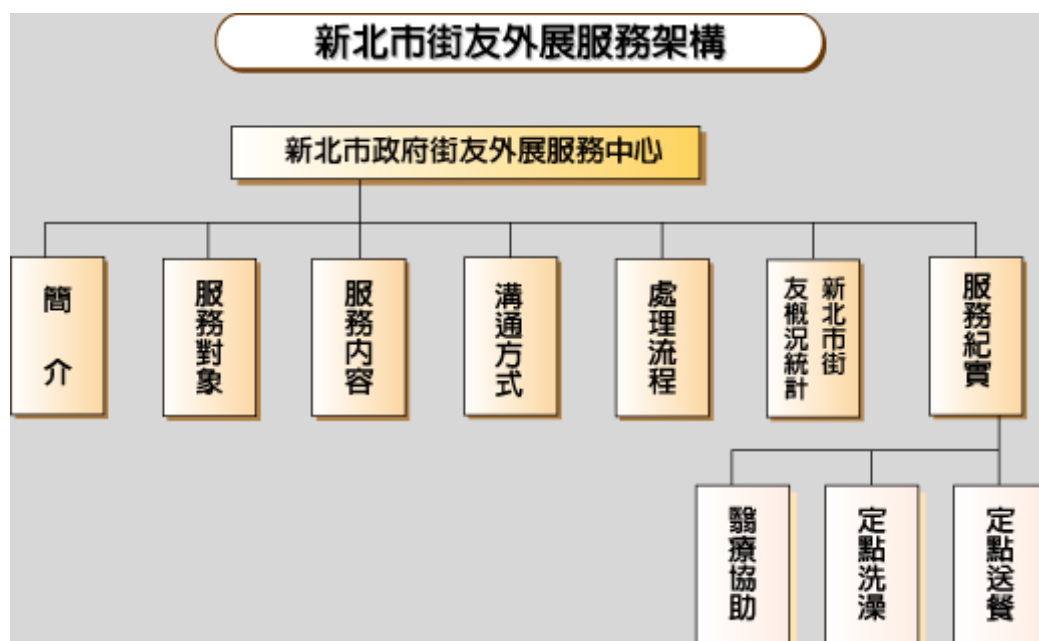 新北市街友外展服務架構
新北市政府街友外展服務中心
簡介
服務對象
服務內容
溝通方式
處理流程
新北市街
友概況統計
服務紀實
醫療協助
定點洗澡
定點送餐